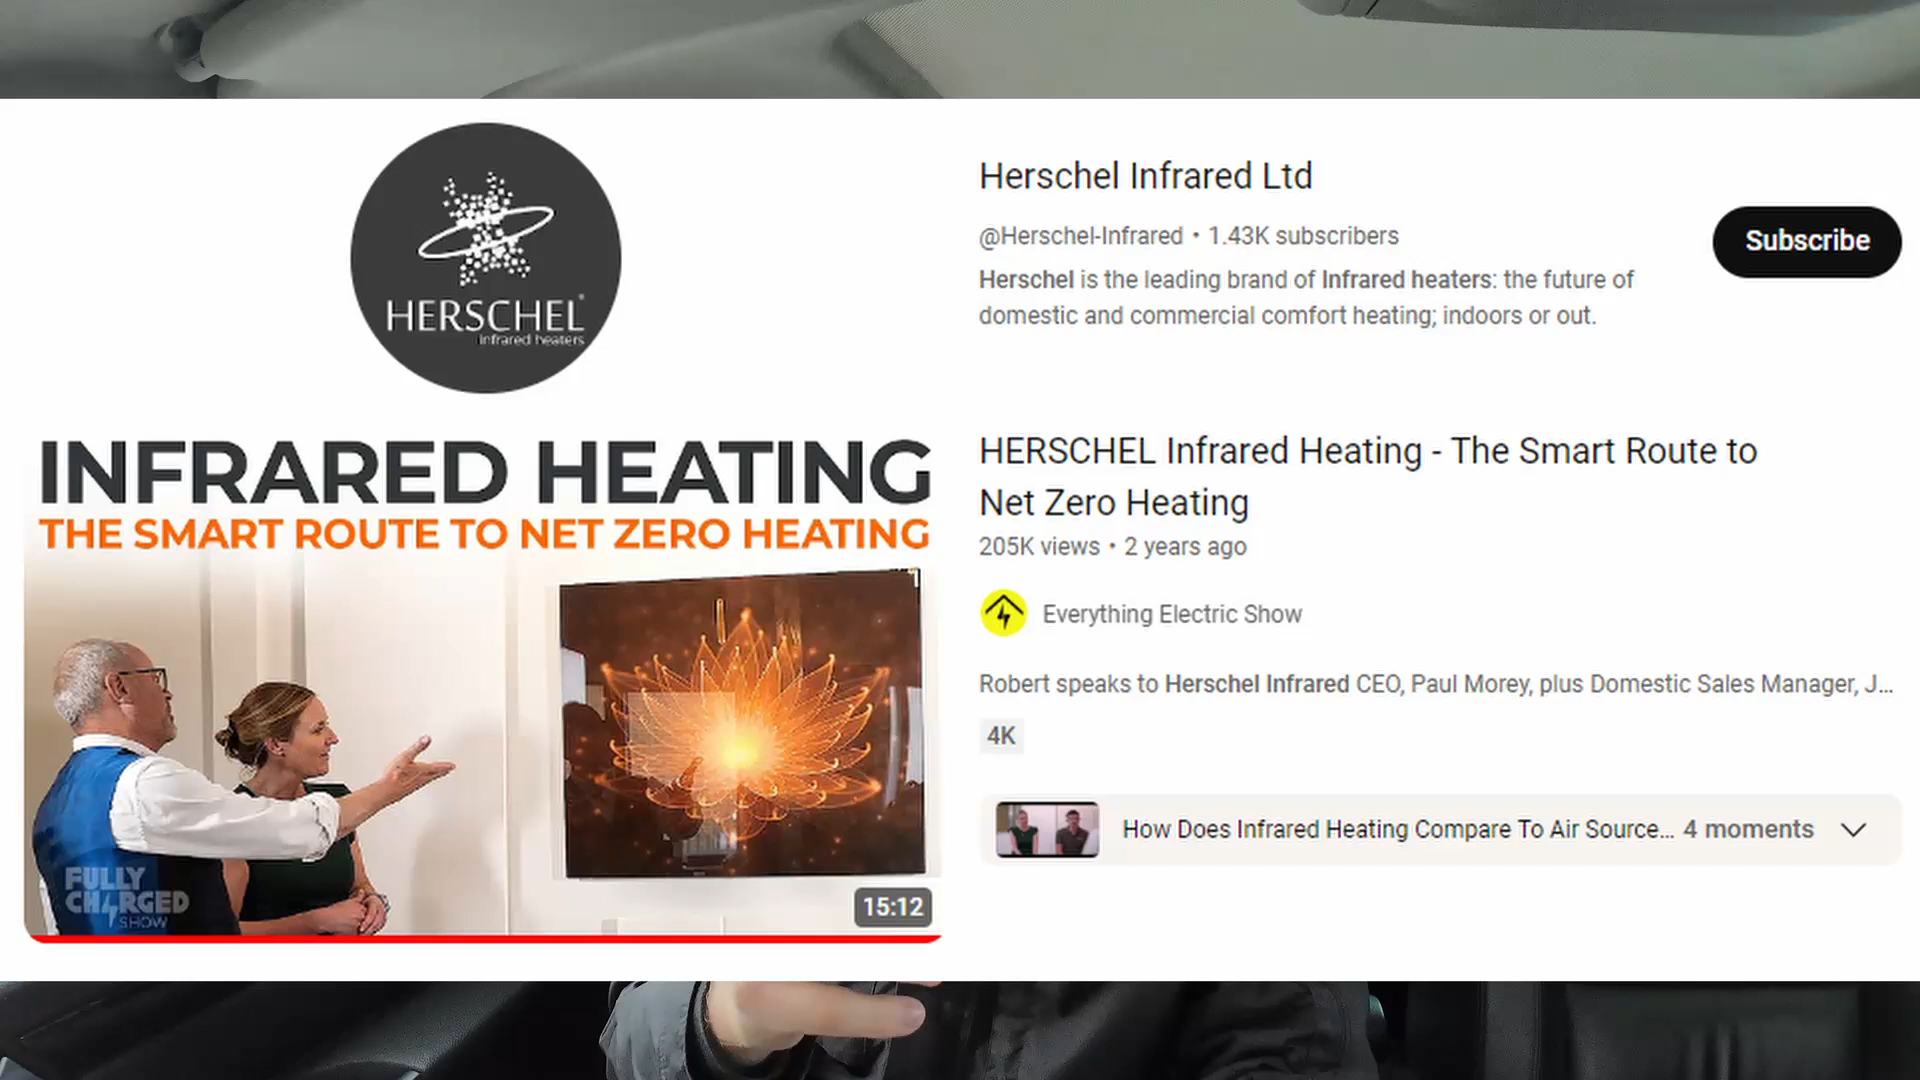 HERSCHEL
infrared heaters
Herschel Infrared Ltd
@Herschel-Infrared • 1.43K subscribers
Herschel is the leading brand of Infrared heaters: the future of
domestic and commercial comfort heating; indoors or out.
Subscribe
INFRARED HEATING
THE SMART ROUTE TO NET ZERO HEATING
FULLY
CHARGED
SHOW
15:12
HERSCHEL Infrared Heating - The Smart Route to
Net Zero Heating
205K views • 2 years ago
Everything Electric Show
Robert speaks to Herschel Infrared CEO, Paul Morey, plus Domestic Sales Manager, J...
4K
How Does Infrared Heating Compare To Air Source... 4 moments